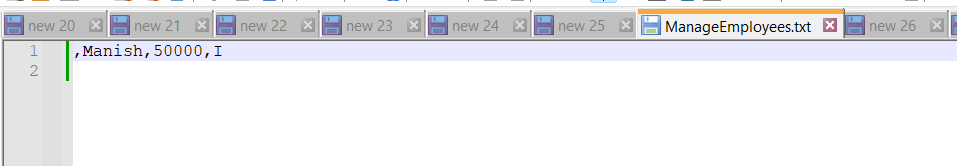 new 20 new 21 new 22 new 23 new 24 new 25 ManageEmployees.txt new 26
1 ,Manish,50000,I
2